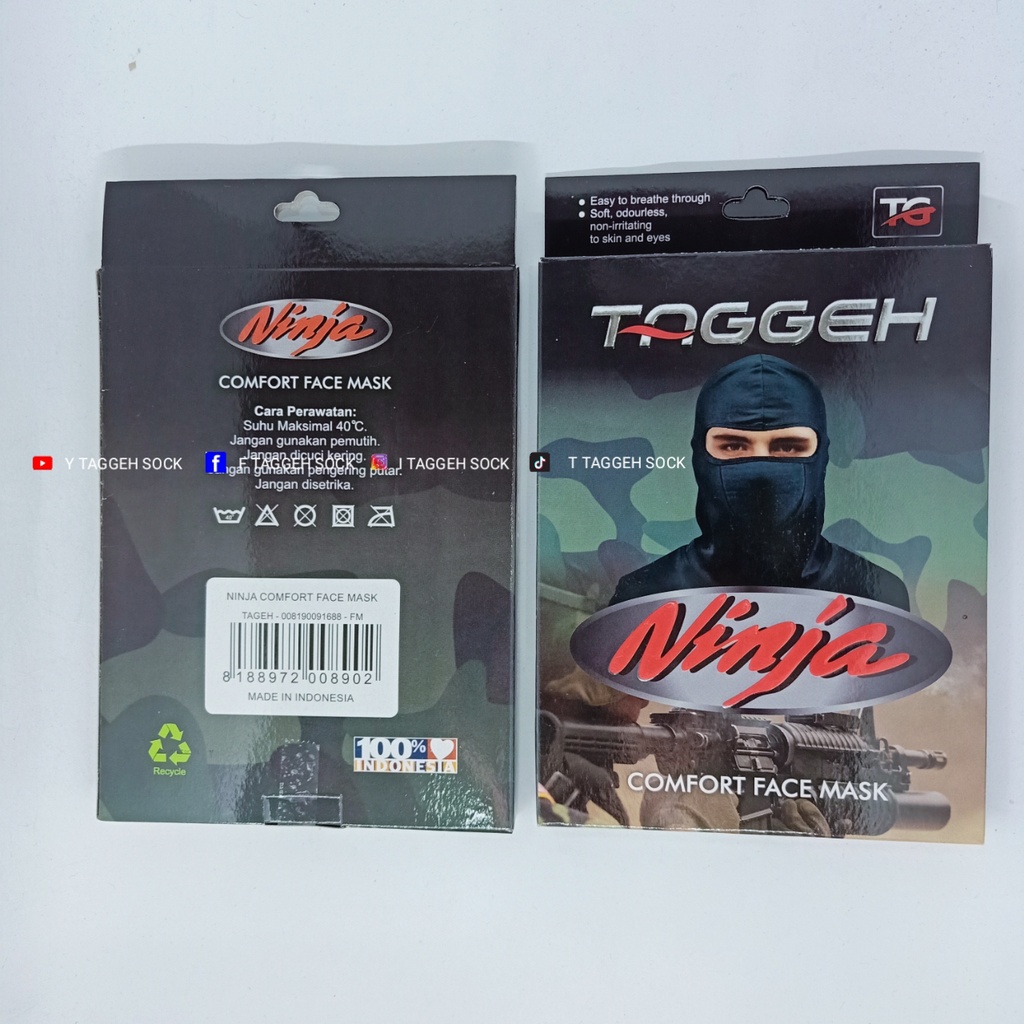 Ninja
COMFORT FACE MASK
Cara Perawatan:
Suhu Maksimal 40°C.
Jangan gunakan pemutih.
Jangan dicuci kering.
Jangan gunakan pengering putar.
Jangan disetrika.
40°
NINJA COMFORT FACE MASK
TAGEH - 008190091688 - FM
8 188972 008902
MADE IN INDONESIA
Recycle
100%
INDONESIA
Easy to breathe through
Soft, odourless,
non-irritating
to skin and eyes
TG
TAGGEH
Ninja
COMFORT FACE MASK
Y TAGGEH SOCK F TAGGEH SOCK I TAGGEH SOCK T TAGGEH SOCK